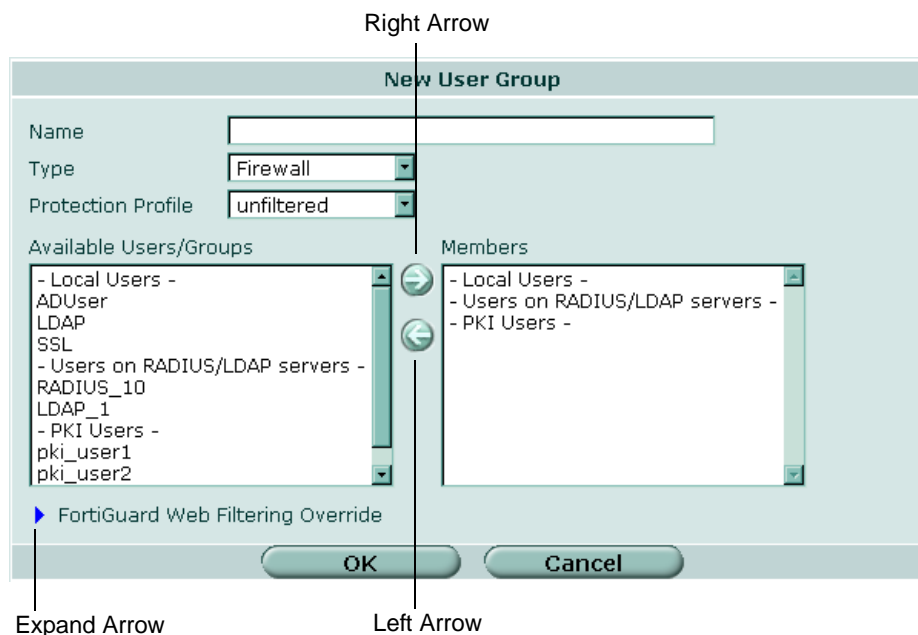 Right Arrow
New User Group
Name
Type
Firewall
Protection Profile
unfiltered
Available Users/Groups
- Local Users -
ADUser
LDAP
SSL
- Users on RADIUS/LDAP servers -
RADIUS_10
LDAP_1
- PKI Users -
pki_user1
pki_user2
Members
- Local Users -
- Users on RADIUS/LDAP servers -
- PKI Users -
FortiGuard Web Filtering Override
OK
Cancel
Expand Arrow
Left Arrow